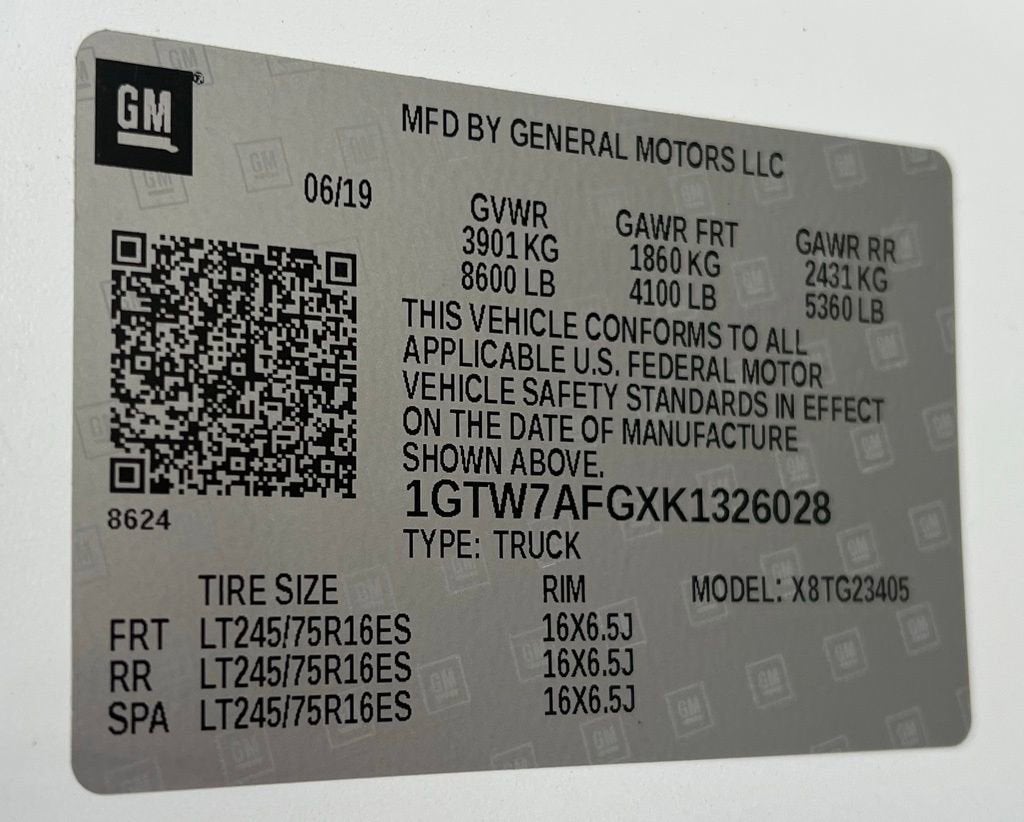 GM
MFD BY GENERAL MOTORS LLC
06/19
GVWR GAWR FRT GAWR RR
3901 KG 1860 KG 2431 KG
8600 LB 4100 LB 5360 LB
THIS VEHICLE CONFORMS TO ALL
APPLICABLE U.S. FEDERAL MOTOR
VEHICLE SAFETY STANDARDS IN EFFECT
ON THE DATE OF MANUFACTURE
SHOWN ABOVE.
1GTW7AFGXK1326028
8624
TYPE: TRUCK
TIRE SIZE RIM MODEL: X8TG23405
FRT LT245/75R16ES 16X6.5J
RR LT245/75R16ES 16X6.5J
SPA LT245/75R16ES 16X6.5J